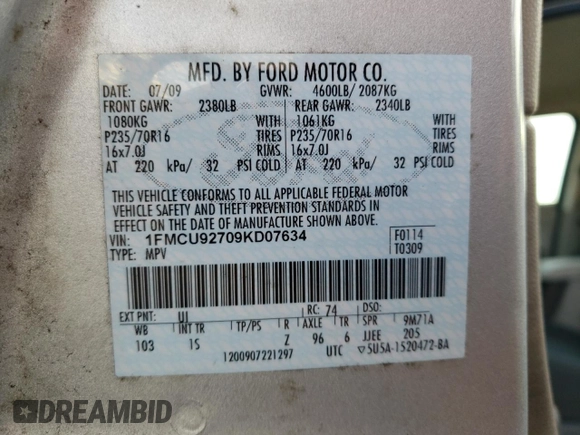 MFD. BY FORD MOTOR CO.
DATE: 07/09 GVWR: 4600LB/ 2087KG
FRONT GAWR: 2380LB REAR GAWR: 2340LB
1080KG WITH 1061KG WITH
P235/70R16 TIRES P235/70R16 TIRES
16x7.0J RIMS 16x7.0J RIMS
AT 220 kPa/ 32 PSI COLD AT 220 kPa/ 32 PSI COLD
THIS VEHICLE CONFORMS TO ALL APPLICABLE FEDERAL MOTOR
VEHICLE SAFETY AND THEFT PREVENTION STANDARDS IN
EFFECT ON THE DATE OF MANUFACTURE SHOWN ABOVE.
VIN: 1FMCU92709KD07634 F0114
TYPE: MPV T0309
EXT PNT: UI RC: 74 DSO:
WB INT TR TP/PS R AXLE TR SPR 9M71A
103 IS Z 96 6 JJEE 205
1200907221297 UTC 5U5A-1520472-BA
DREAMBID